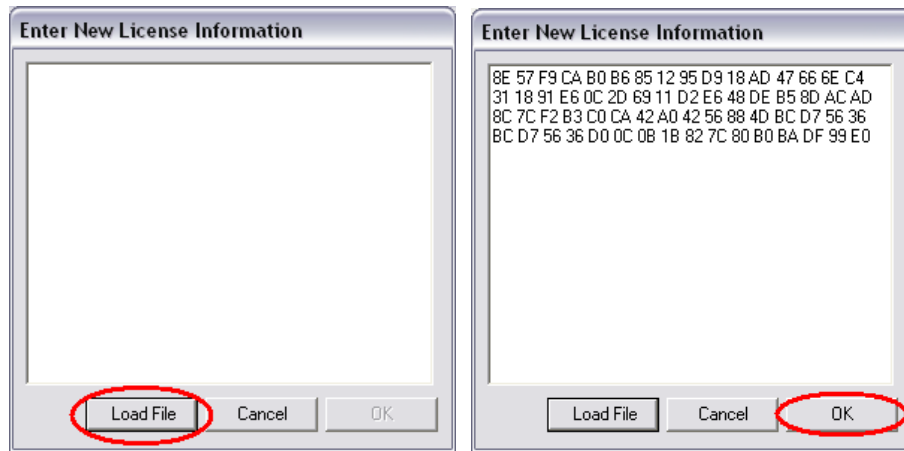 Enter New License Information
Load File
Cancel
OK
Enter New License Information
8E 57 F9 CA B0 B6 85 12 95 D9 18 AD 47 66 6E C4
31 18 91 E6 0C 2D 69 11 D2 E6 48 DE B5 8D AC AD
8C 7C F2 B3 C0 CA 42 A0 42 56 88 4D BC D7 56 36
BC D7 56 36 D0 0C 0B 1B 82 7C 80 B0 BA DF 99 E0
Load File
Cancel
OK